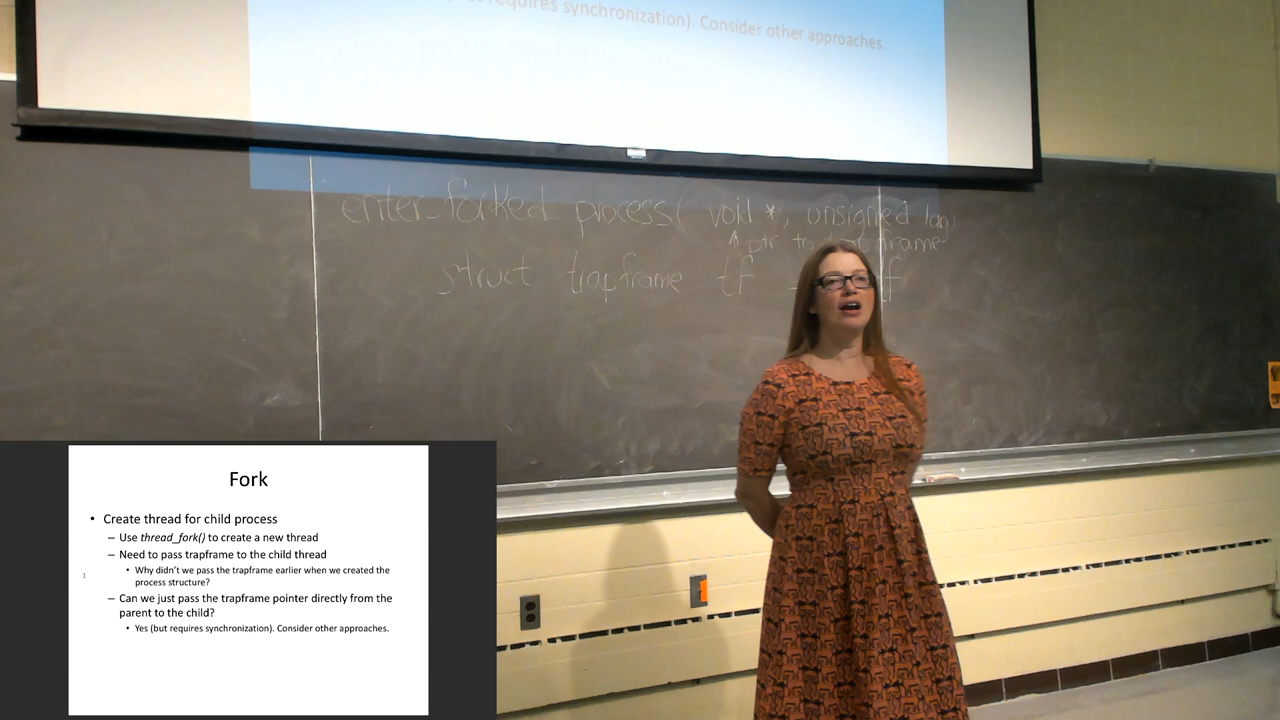 requires synchronization). Consider other approaches.
enter_forked process( void *, unsigned
↑ ptr to frame
struct trapframe tf
Fork
• Create thread for child process
– Use thread_fork() to create a new thread
– Need to pass trapframe to the child thread
• Why didn't we pass the trapframe earlier when we created the
process structure?
– Can we just pass the trapframe pointer directly from the
parent to the child?
• Yes (but requires synchronization). Consider other approaches.